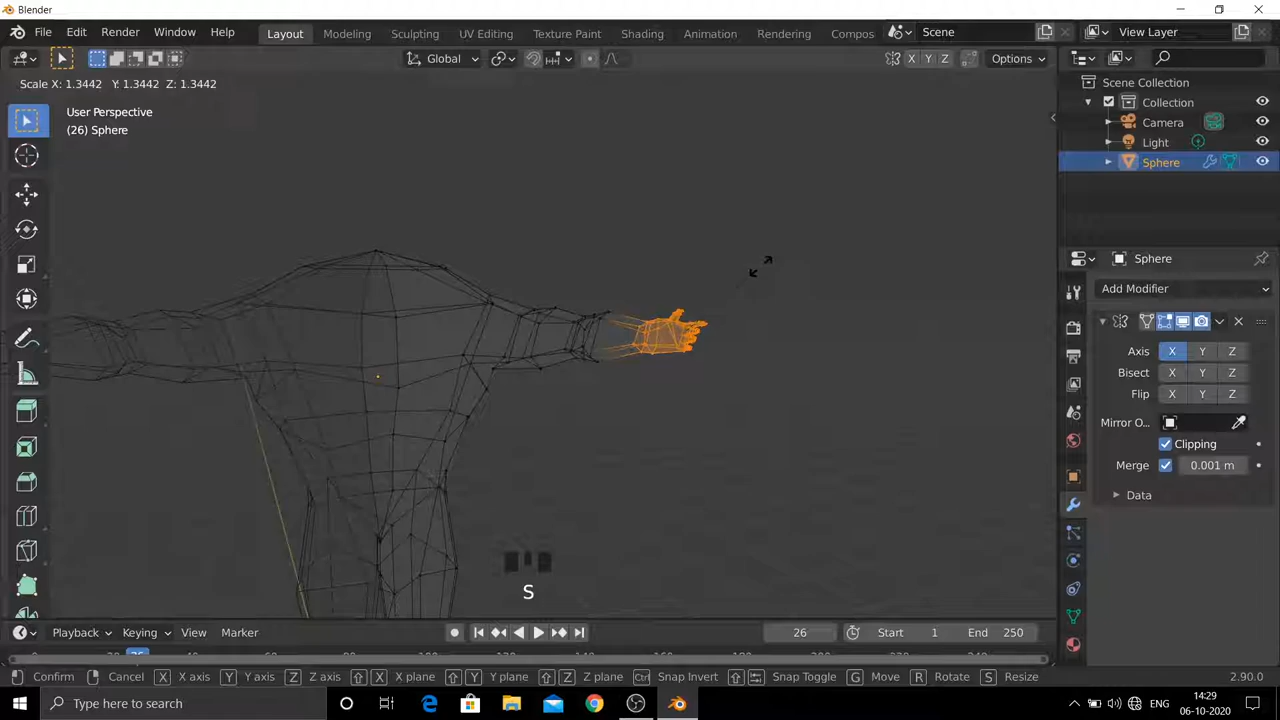 Blender
File Edit Render Window Help Layout Modeling Sculpting UV Editing Texture Paint Shading Animation Rendering Compos Scene View Layer
Global X Y Z Options
Scale X: 1.3442 Y: 1.3442 Z: 1.3442
User Perspective
(26) Sphere
Scene Collection
Collection
Camera
Light
Sphere
Sphere
Add Modifier
Axis X Y Z
Bisect X Y Z
Flip X Y Z
Mirror O...
Clipping
Merge 0.001 m
Data
S
Playback Keying View Marker 26 Start 1 End 250
Confirm Cancel X X axis Y Y axis Z Z axis X X plane Y Y plane Z Z plane Ctrl Snap Invert Snap Toggle G Move R Rotate S Resize 2.90.0
Type here to search ENG 14:29
06-10-2020